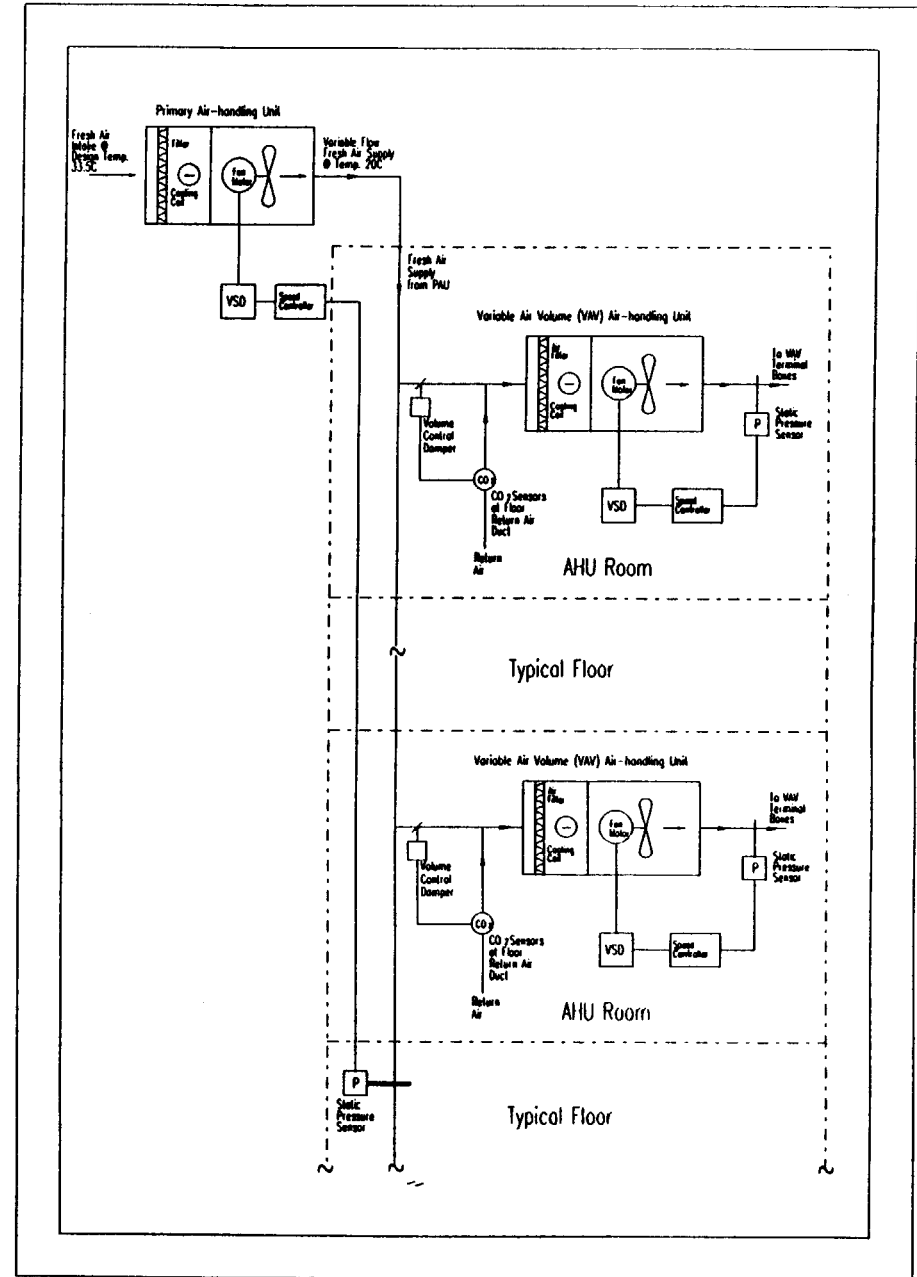 Primary Air-handling Unit
Fresh Air
Intake @
Design Temp.
33.5C
Filter
Cooling
Coil
Fan
Motor
Variable Flow
Fresh Air Supply
@ Temp. 20C
VSD
Speed
Controller
Fresh Air
Supply
from PAU
Variable Air Volume (VAV) Air-handling Unit
Air
Filter
Cooling
Coil
Fan
Motor
To VAV
Terminal
Boxes
P
Static
Pressure
Sensor
Volume
Control
Damper
CO2
CO2 Sensors
at Floor
Return Air
Duct
Return
Air
VSD
Speed
Controller
AHU Room
Typical Floor
Variable Air Volume (VAV) Air-handling Unit
Air
Filter
Cooling
Coil
Fan
Motor
To VAV
Terminal
Boxes
P
Static
Pressure
Sensor
Volume
Control
Damper
CO2
CO2 Sensors
at Floor
Return Air
Duct
Return
Air
VSD
Speed
Controller
AHU Room
P
Static
Pressure
Sensor
Typical Floor